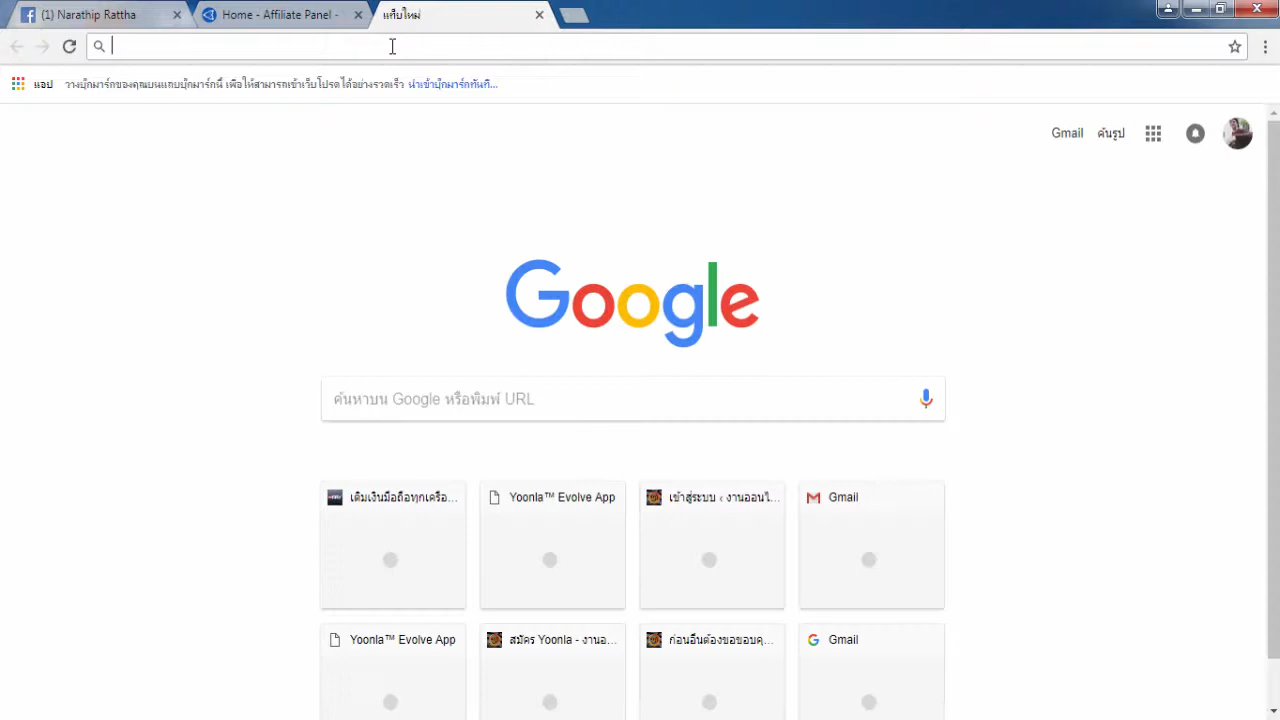 (1) Narathip Rattha
Home - Affiliate Panel -
แท็บใหม่
แอป
วางบุ๊กมาร์กของคุณบนแถบบุ๊กมาร์กนี้ เพื่อให้สามารถเข้าเว็บโปรดได้อย่างรวดเร็ว นำเข้าบุ๊กมาร์กทันที...
Gmail
ค้นรูป
Google
ค้นหาบน Google หรือพิมพ์ URL
เติมเงินมือถือทุกเครือ...
Yoonla™ Evolve App
เข้าสู่ระบบ ‹ งานออนไ...
Gmail
Yoonla™ Evolve App
สมัคร Yoonla - งานอ...
ก่อนอื่นต้องขอขอบคุ...
Gmail